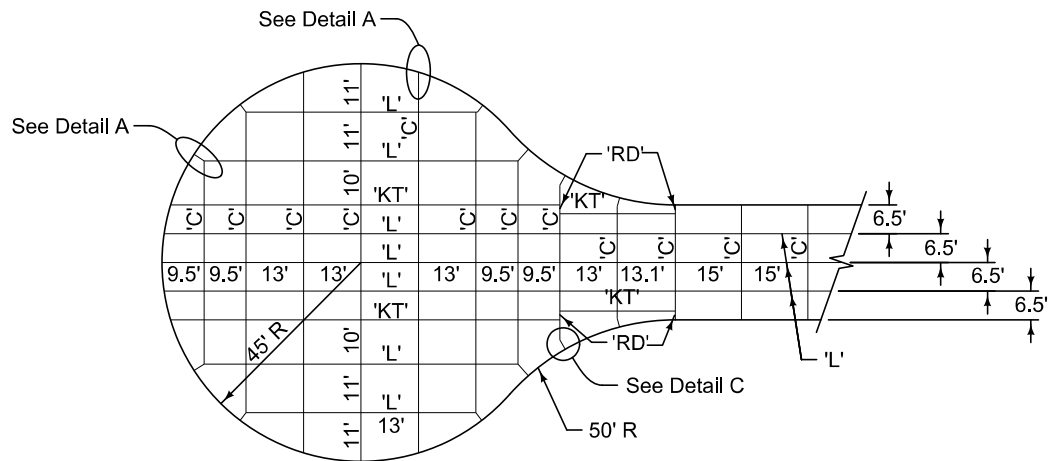 See Detail A
See Detail A
11'
'L'
'C'
11'
'L'
10'
'KT'
'RD'
'KT'
'C' 'C' 'C' 'C' 'L' 'C' 'C' 'C'
6.5'
'L'
'C' 'C' 'C' 'C'
6.5'
9.5' 9.5' 13' 13' 'L' 13' 9.5' 9.5' 13' 13.1' 15' 15'
6.5'
'KT'
'KT'
6.5'
45' R
10'
'L'
'RD'
'L'
See Detail C
11'
'L'
13'
11'
50' R